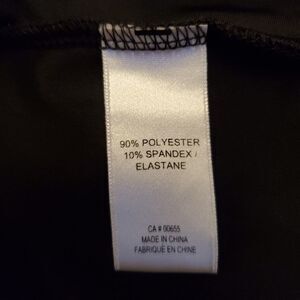 90% POLYESTER
10% SPANDEX /
ELASTANE
CA # 00655
MADE IN CHINA
FABRIQUÉ EN CHINE